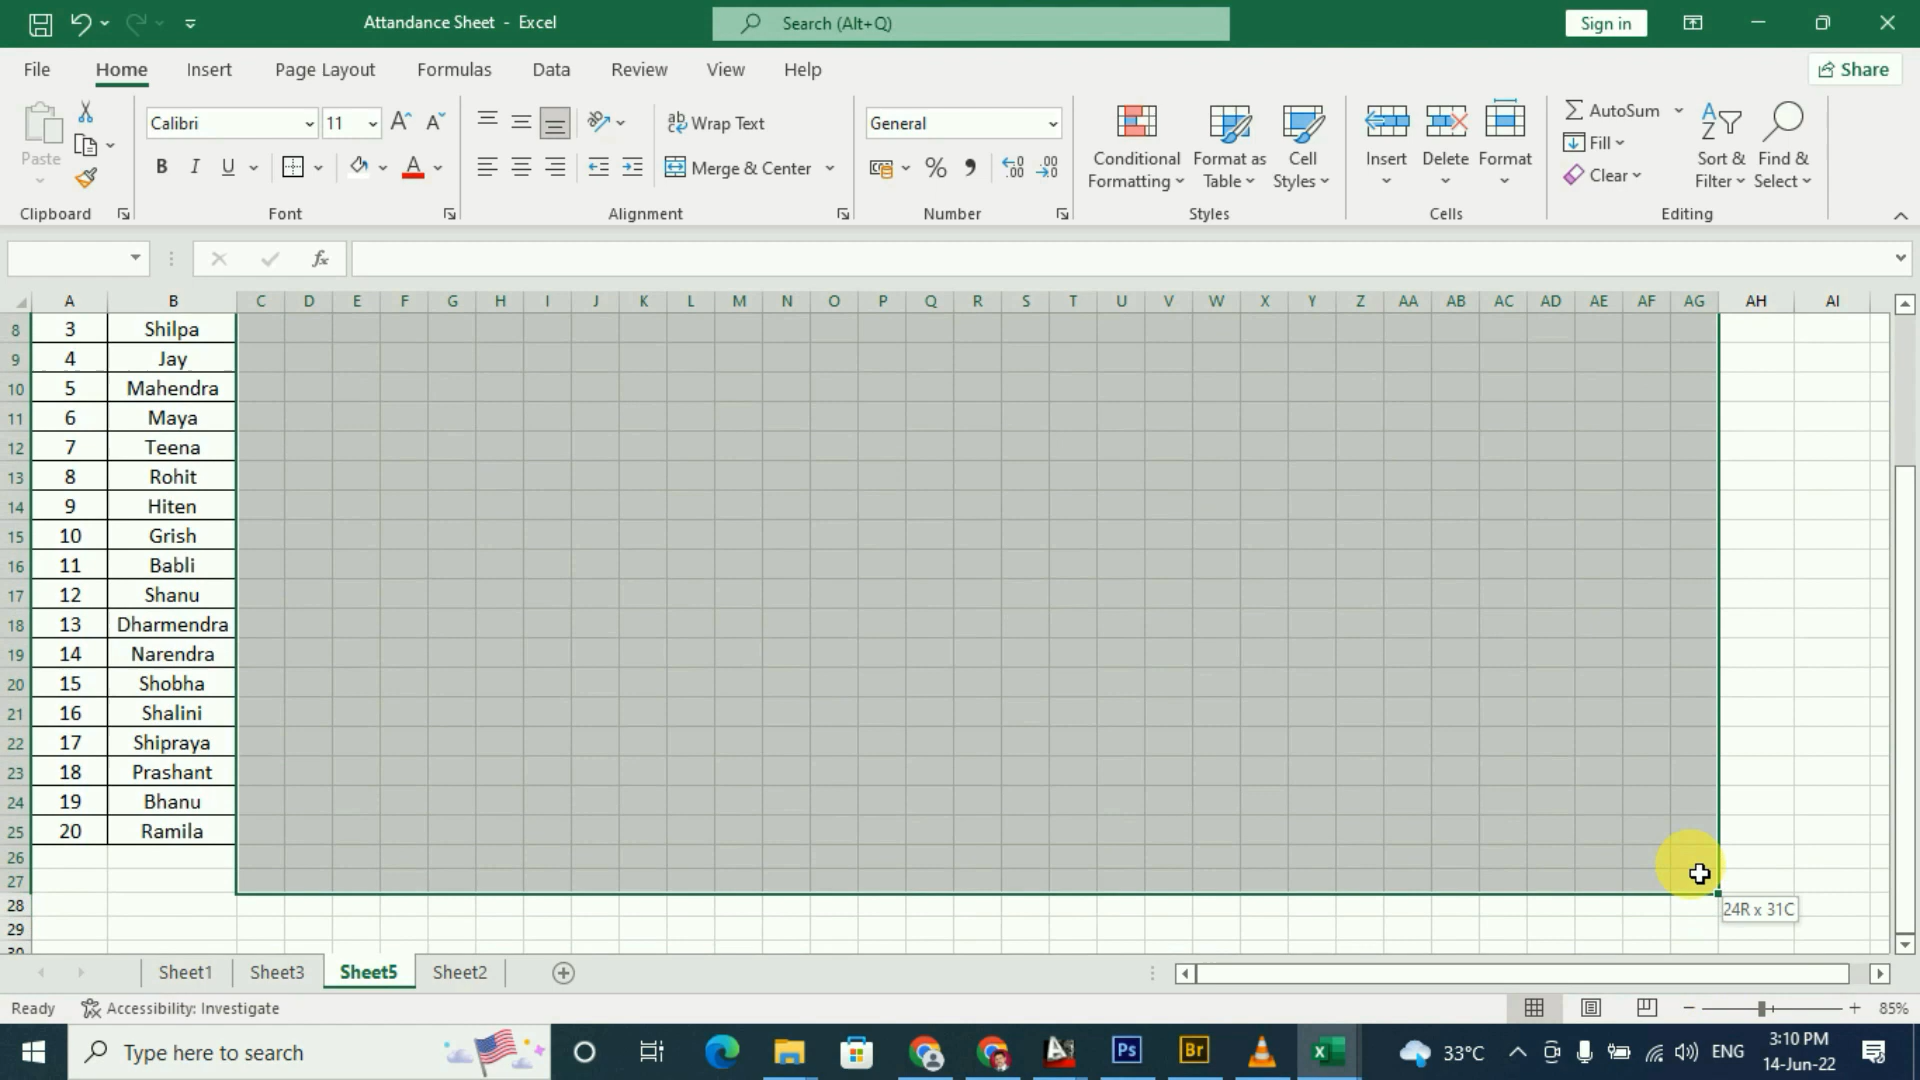 Attandance Sheet - Excel
Search (Alt+Q)
Sign in
File Home Insert Page Layout Formulas Data Review View Help
Share
Paste
Calibri 11
Wrap Text
General
AutoSum
Fill
Clear
B I U
Merge & Center
%
Conditional Formatting
Format as Table
Cell Styles
Insert Delete Format
Sort & Filter
Find & Select
Clipboard Font Alignment Number Styles Cells Editing
fx
A B C D E F G H I J K L M N O P Q R S T U V W X Y Z AA AB AC AD AE AF AG AH AI
8 3 Shilpa
9 4 Jay
10 5 Mahendra
11 6 Maya
12 7 Teena
13 8 Rohit
14 9 Hiten
15 10 Grish
16 11 Babli
17 12 Shanu
18 13 Dharmendra
19 14 Narendra
20 15 Shobha
21 16 Shalini
22 17 Shipraya
23 18 Prashant
24 19 Bhanu
25 20 Ramila
26
27
28
24R x 31C
29
30
Sheet1 Sheet3 Sheet5 Sheet2
Ready Accessibility: Investigate
85%
Type here to search
Ps
Br
33°C
ENG
3:10 PM
14-Jun-22